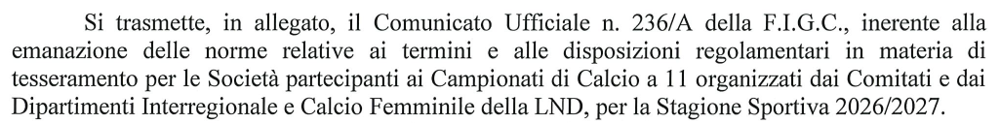 Si trasmette, in allegato, il Comunicato Ufficiale n. 236/A della F.I.G.C., inerente alla
emanazione delle norme relative ai termini e alle disposizioni regolamentari in materia di
tesseramento per le Società partecipanti ai Campionati di Calcio a 11 organizzati dai Comitati e dai
Dipartimenti Interregionale e Calcio Femminile della LND, per la Stagione Sportiva 2026/2027.